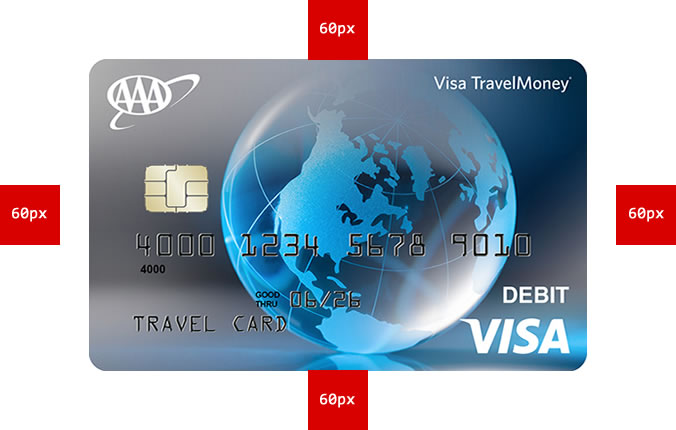 60px
AAA
Visa TravelMoney®
60px
60px
4000 1234 5678 9010
4000
GOOD THRU 06/26
DEBIT
TRAVEL CARD
VISA
60px